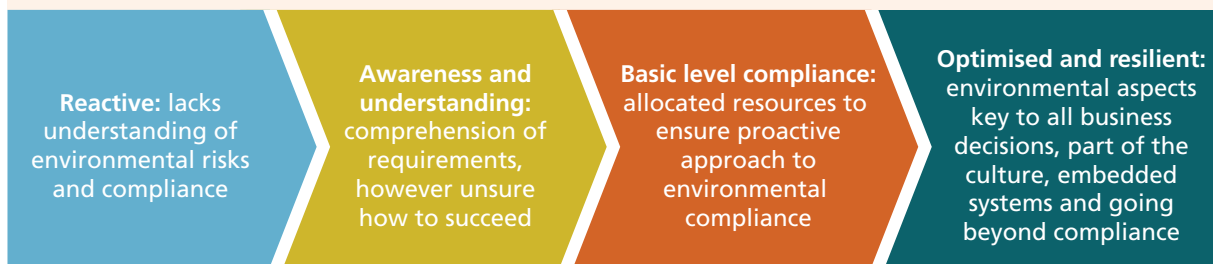 Reactive: lacks
understanding of
environmental risks
and compliance
Awareness and
understanding:
comprehension of
requirements,
however unsure
how to succeed
Basic level compliance:
allocated resources to
ensure proactive
approach to
environmental
compliance
Optimised and resilient:
environmental aspects
key to all business
decisions, part of the
culture, embedded
systems and going
beyond compliance